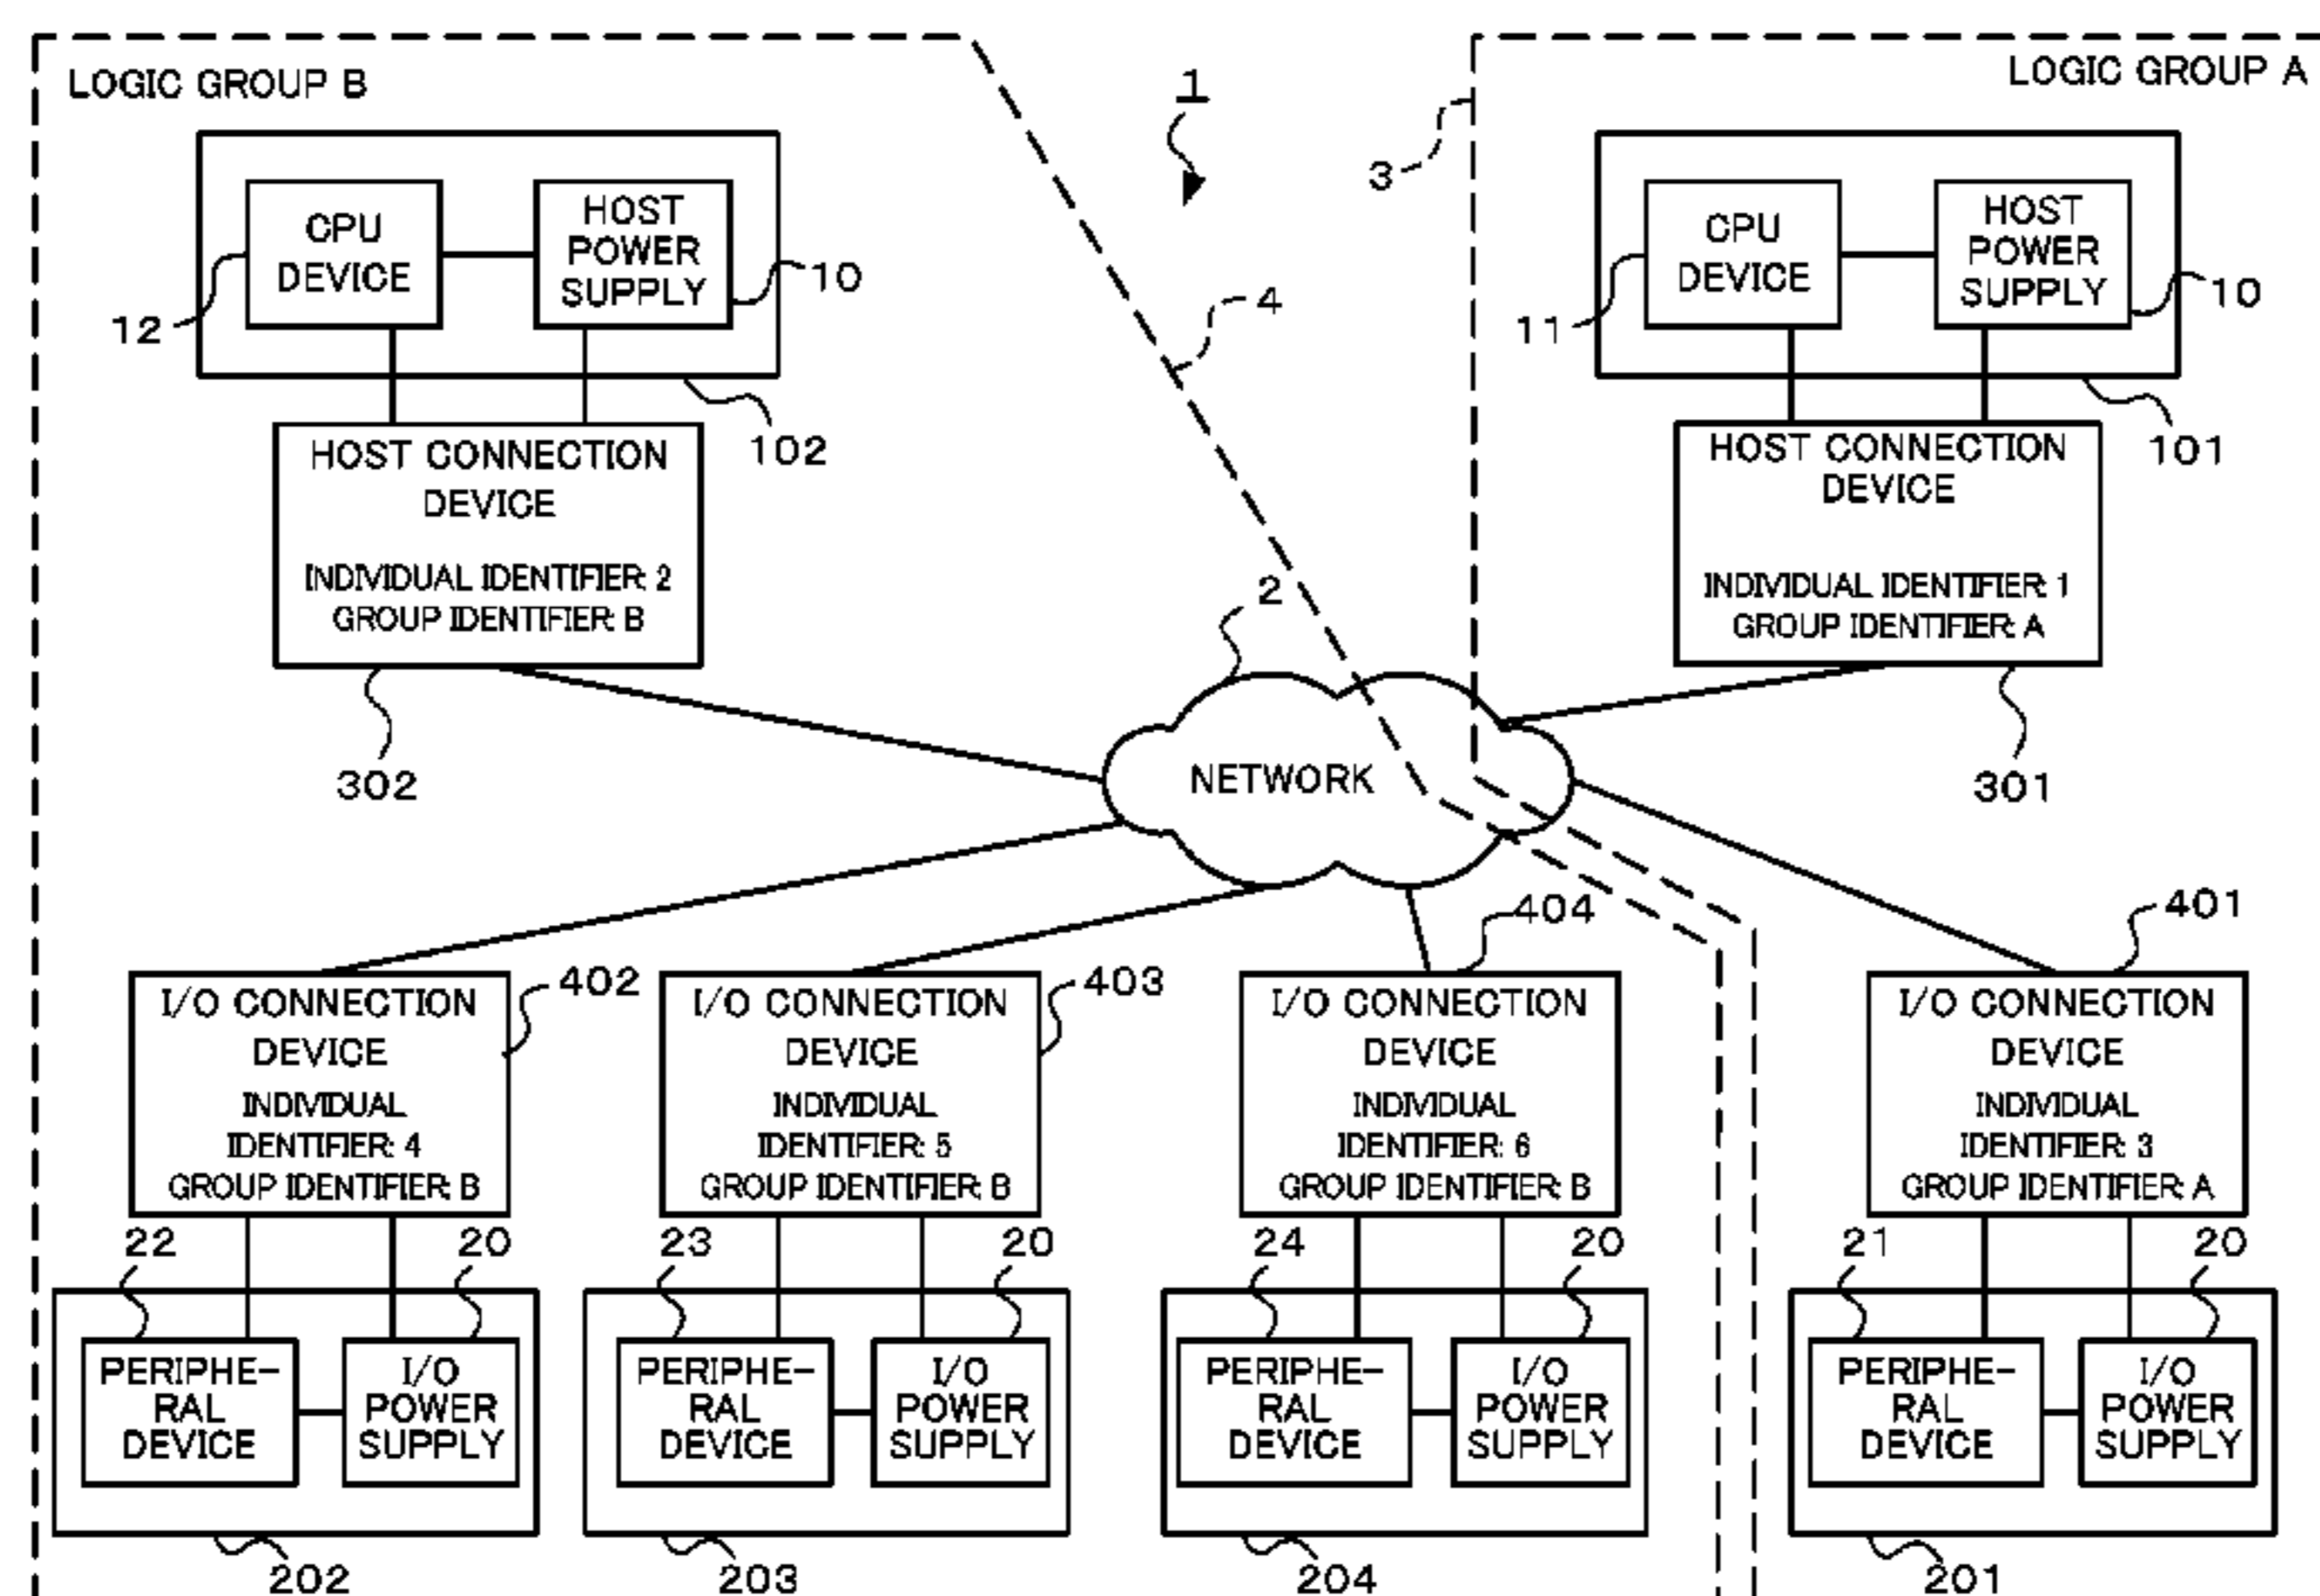 LOGIC GROUP B
1
LOGIC GROUP A
3
CPU
DEVICE
HOST
POWER
SUPPLY
12
10
4
CPU
DEVICE
HOST
POWER
SUPPLY
11
10
102
101
HOST CONNECTION
DEVICE
INDIVIDUAL IDENTIFIER: 2
GROUP IDENTIFIER: B
302
2
HOST CONNECTION
DEVICE
INDIVIDUAL IDENTIFIER: 1
GROUP IDENTIFIER: A
301
NETWORK
402
I/O CONNECTION
DEVICE
INDIVIDUAL
IDENTIFIER: 4
GROUP IDENTIFIER: B
403
I/O CONNECTION
DEVICE
INDIVIDUAL
IDENTIFIER: 5
GROUP IDENTIFIER: B
404
I/O CONNECTION
DEVICE
INDIVIDUAL
IDENTIFIER: 6
GROUP IDENTIFIER: B
401
I/O CONNECTION
DEVICE
INDIVIDUAL
IDENTIFIER: 3
GROUP IDENTIFIER: A
22
20
PERIPHE-
RAL
DEVICE
I/O
POWER
SUPPLY
202
23
20
PERIPHE-
RAL
DEVICE
I/O
POWER
SUPPLY
203
24
20
PERIPHE-
RAL
DEVICE
I/O
POWER
SUPPLY
204
21
20
PERIPHE-
RAL
DEVICE
I/O
POWER
SUPPLY
201